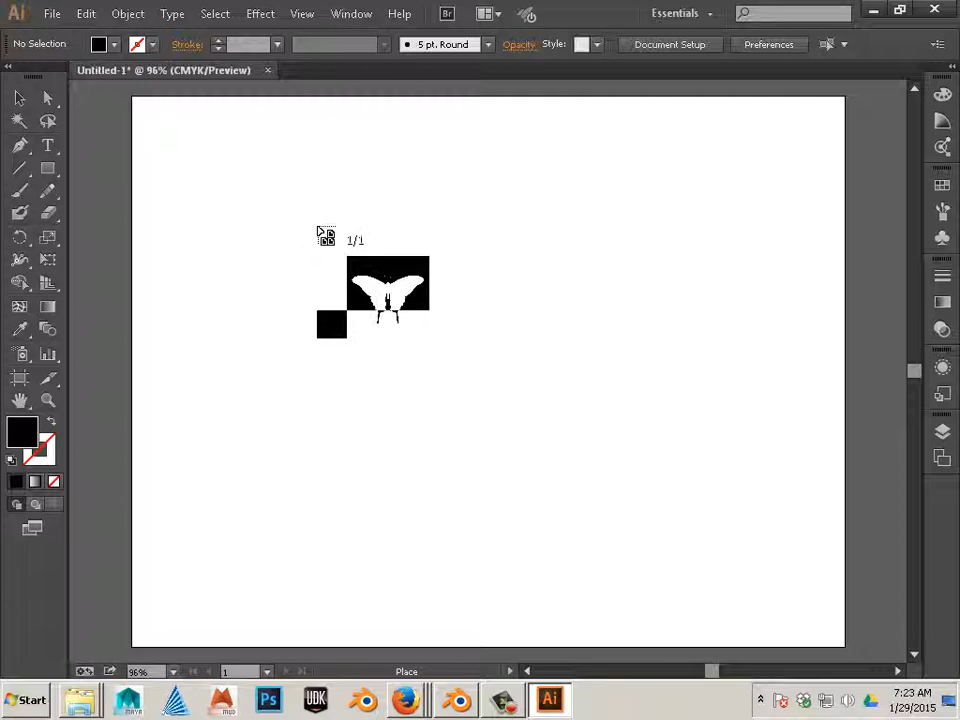 Ai File Edit Object Type Select Effect View Window Help Br Essentials
No Selection Stroke: 5 pt. Round Opacity Style: Document Setup Preferences
Untitled-1* @ 96% (CMYK/Preview) ×
T
1/1
96% 1 Place
Start MAYA MUD Ps UDK Ai 7:23 AM
1/29/2015